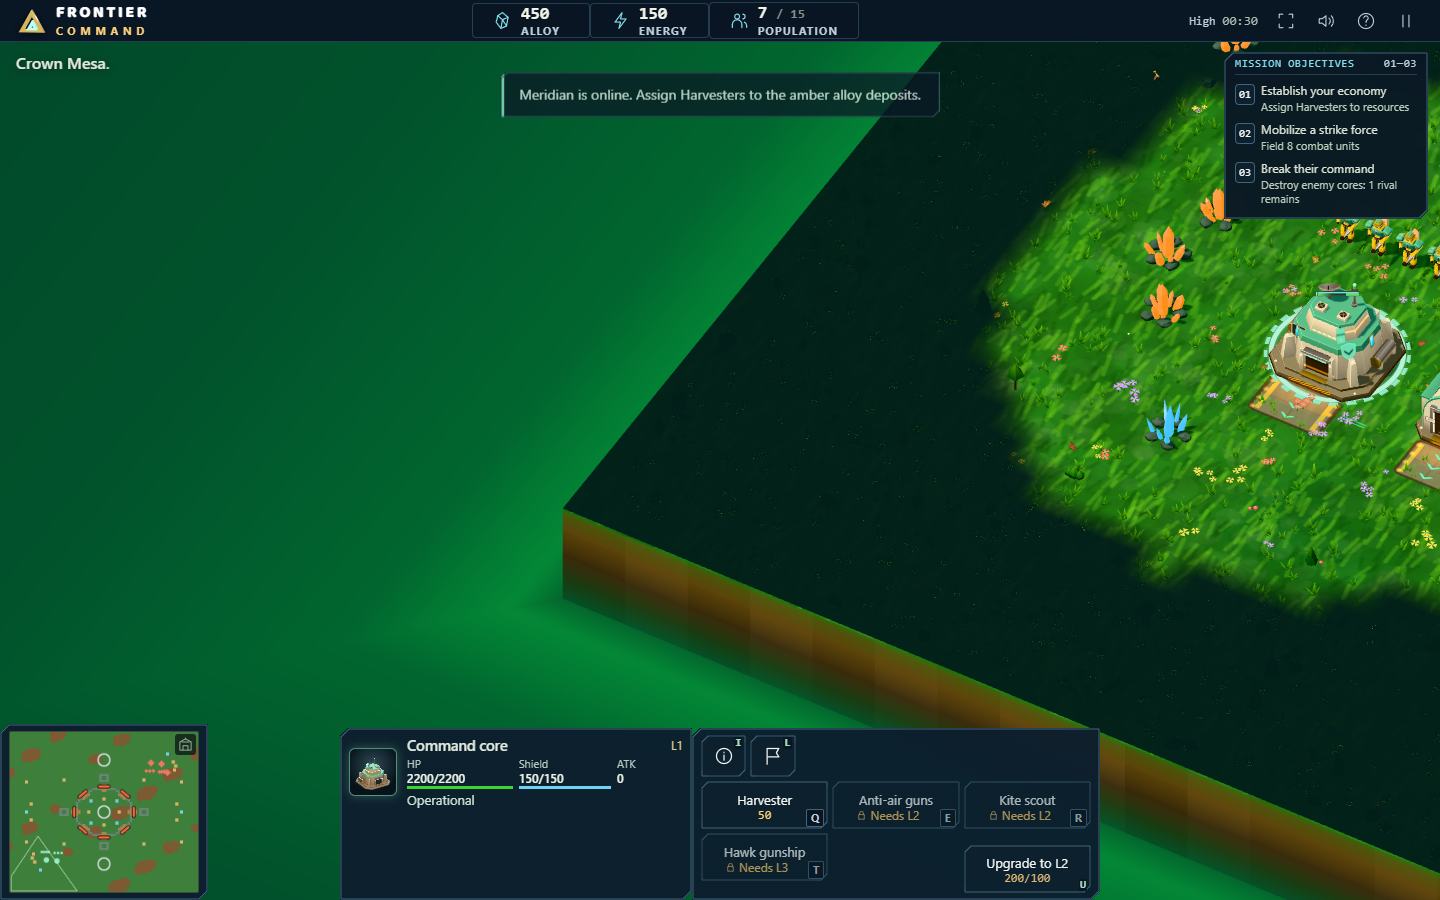 FRONTIER
COMMAND
450
ALLOY
150
ENERGY
7 / 15
POPULATION
High 00:30
Crown Mesa.
Meridian is online. Assign Harvesters to the amber alloy deposits.
MISSION OBJECTIVES 01—03
01 Establish your economy
Assign Harvesters to resources
02 Mobilize a strike force
Field 8 combat units
03 Break their command
Destroy enemy cores: 1 rival
remains
Command core L1
HP Shield ATK
2200/2200 150/150 0
Operational
I L
Harvester
50 Q
Anti-air guns
Needs L2 E
Kite scout
Needs L2 R
Hawk gunship
Needs L3 T
Upgrade to L2
200/100 U